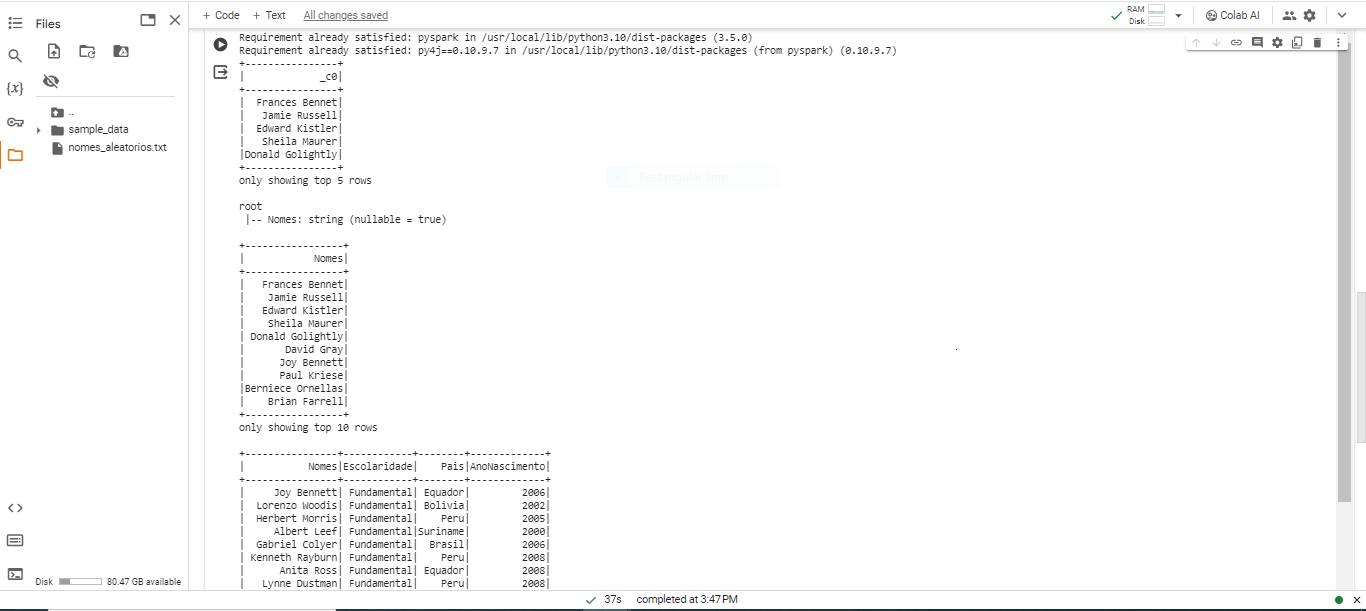 Files
+ Code + Text All changes saved
RAM
Disk
Colab AI
{x}
..
sample_data
nomes_aleatorios.txt
Requirement already satisfied: pyspark in /usr/local/lib/python3.10/dist-packages (3.5.0)
Requirement already satisfied: py4j==0.10.9.7 in /usr/local/lib/python3.10/dist-packages (from pyspark) (0.10.9.7)
+----------------+
|             _c0|
+----------------+
|  Frances Bennet|
|   Jamie Russell|
|  Edward Kistler|
|   Sheila Maurer|
|Donald Golightly|
+----------------+
only showing top 5 rows
Rectangular Snip
root
 |-- Nomes: string (nullable = true)
+-----------------+
|            Nomes|
+-----------------+
|   Frances Bennet|
|    Jamie Russell|
|   Edward Kistler|
|    Sheila Maurer|
| Donald Golightly|
|       David Gray|
|      Joy Bennett|
|      Paul Kriese|
|Berniece Ornellas|
|    Brian Farrell|
+-----------------+
only showing top 10 rows
+----------------+------------+--------+-------------+
|           Nomes|Escolaridade|    Pais|AnoNascimento|
+----------------+------------+--------+-------------+
|     Joy Bennett| Fundamental| Equador|         2006|
|  Lorenzo Woodis| Fundamental| Bolivia|         2002|
|  Herbert Morris| Fundamental|    Peru|         2005|
|     Albert Leef| Fundamental|Suriname|         2000|
|  Gabriel Colyer| Fundamental|  Brasil|         2006|
| Kenneth Rayburn| Fundamental|    Peru|         2008|
|      Anita Ross| Fundamental| Equador|         2008|
|   Lynne Dustman| Fundamental|    Peru|         2008|
Disk 80.47 GB available
37s completed at 3:47 PM